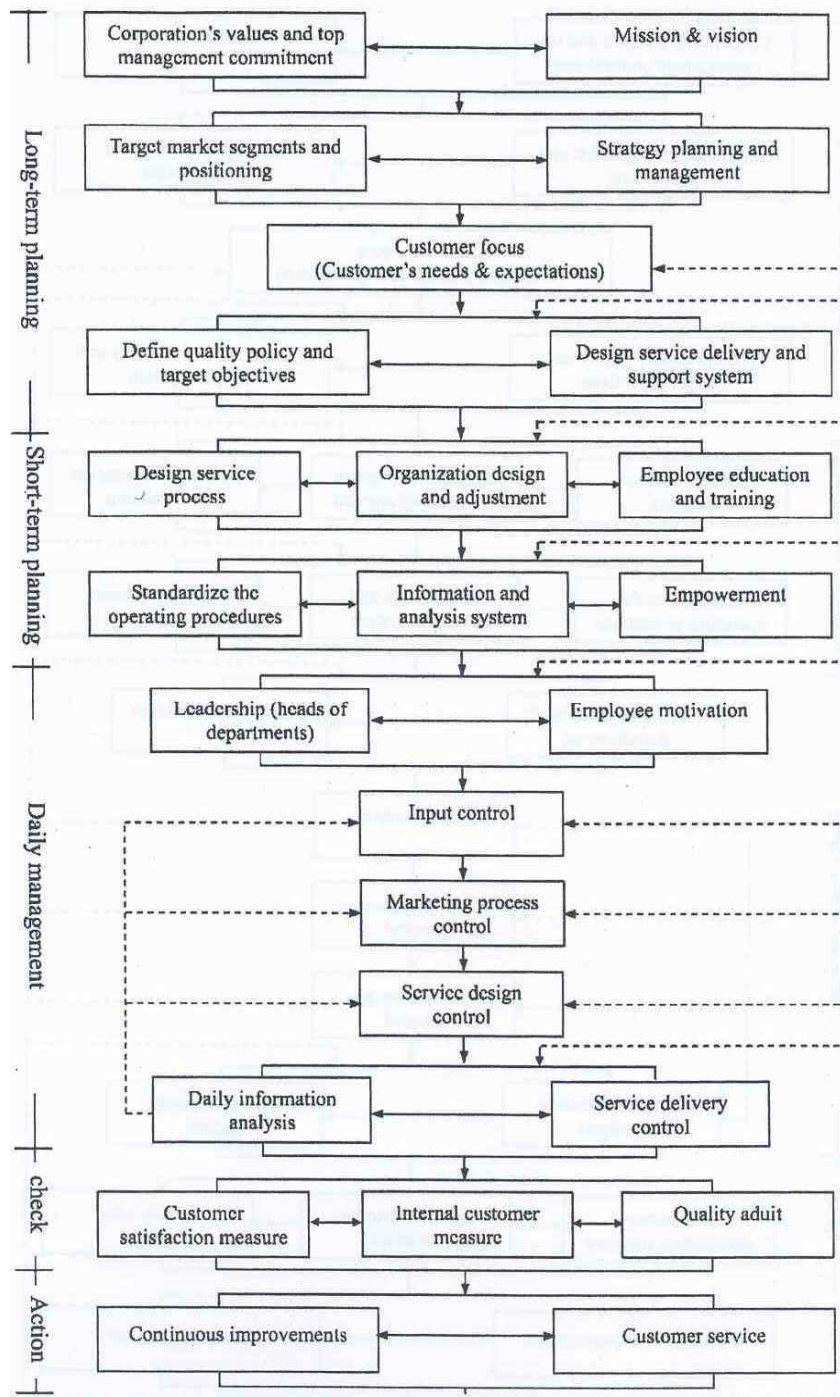 Long-term planning
Corporation's values and top
management commitment
Mission & vision
Target market segments and
positioning
Strategy planning and
management
Customer focus
(Customer's needs & expectations)
Define quality policy and
target objectives
Design service delivery and
support system
Short-term planning
Design service
process
Organization design
and adjustment
Employee education
and training
Standardize the
operating procedures
Information and
analysis system
Empowerment
Daily management
Leadership (heads of
departments)
Employee motivation
Input control
Marketing process
control
Service design
control
Daily information
analysis
Service delivery
control
check
Customer
satisfaction measure
Internal customer
measure
Quality aduit
Action
Continuous improvements
Customer service